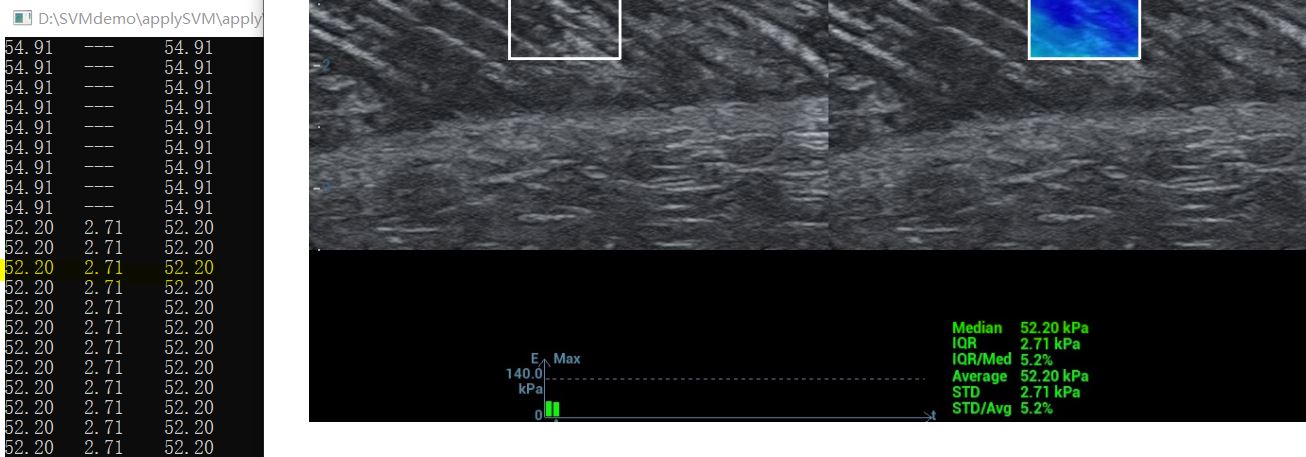 D:\SVMdemo\applySVM\apply
54.91 --- 54.91
54.91 --- 54.91
54.91 --- 54.91
54.91 --- 54.91
54.91 --- 54.91
54.91 --- 54.91
54.91 --- 54.91
54.91 --- 54.91
54.91 --- 54.91
52.20 2.71 52.20
52.20 2.71 52.20
52.20 2.71 52.20
52.20 2.71 52.20
52.20 2.71 52.20
52.20 2.71 52.20
52.20 2.71 52.20
52.20 2.71 52.20
52.20 2.71 52.20
52.20 2.71 52.20
52.20 2.71 52.20
52.20 2.71 52.20
2
3
E Max
140.0
kPa
0
t
Median 52.20 kPa
IQR 2.71 kPa
IQR/Med 5.2%
Average 52.20 kPa
STD 2.71 kPa
STD/Avg 5.2%